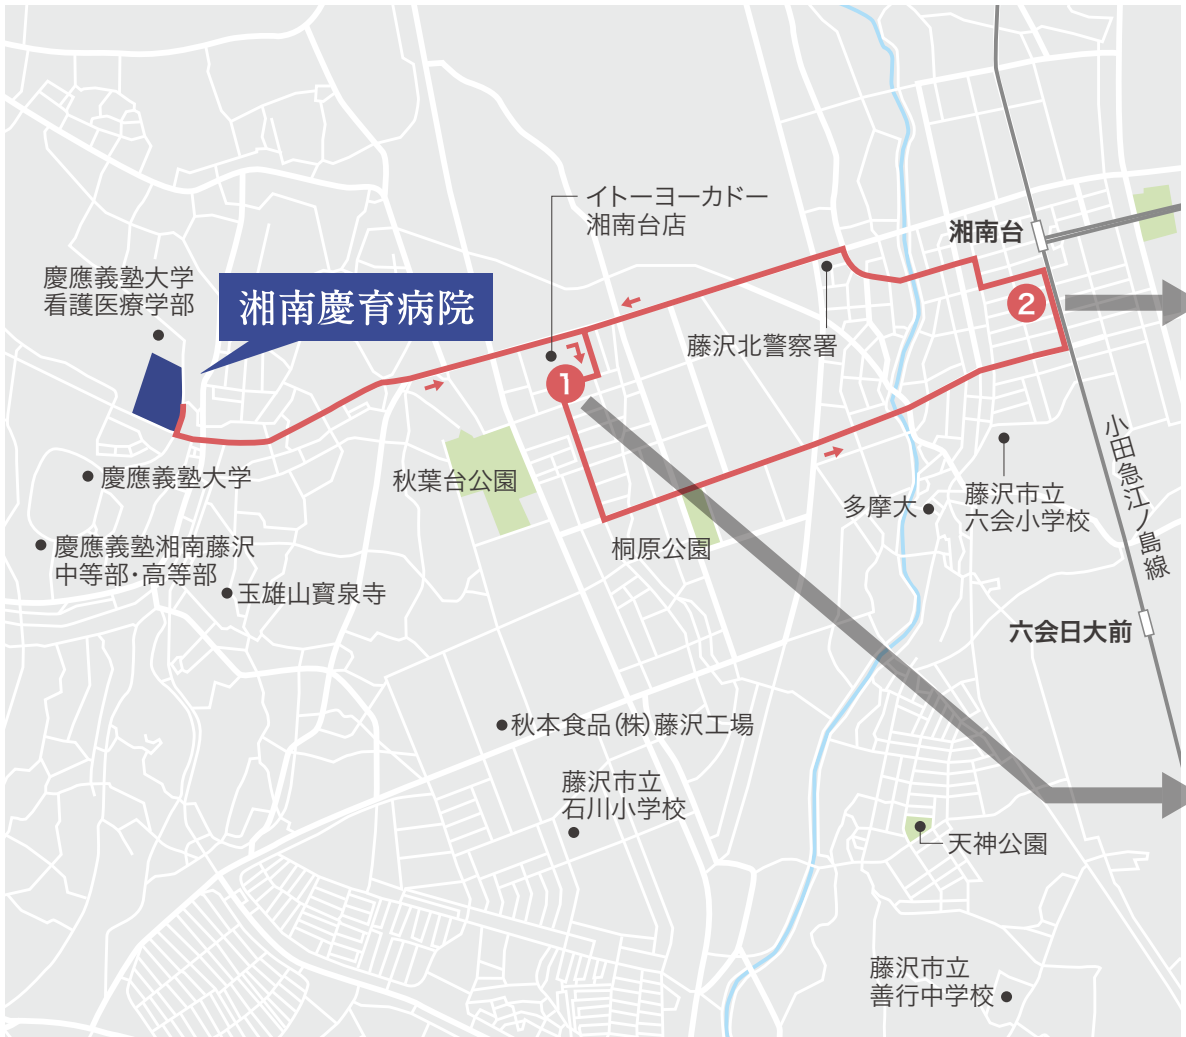 イトーヨーカドー
湘南台店
湘南台
慶應義塾大学
看護医療学部
湘南慶育病院
2
藤沢北警察署
1
小田急江ノ島線
慶應義塾大学
秋葉台公園
藤沢市立
六会小学校
多摩大
慶應義塾湘南藤沢
中等部・高等部
桐原公園
玉雄山寳泉寺
六会日大前
秋本食品(株)藤沢工場
藤沢市立
石川小学校
天神公園
藤沢市立
善行中学校